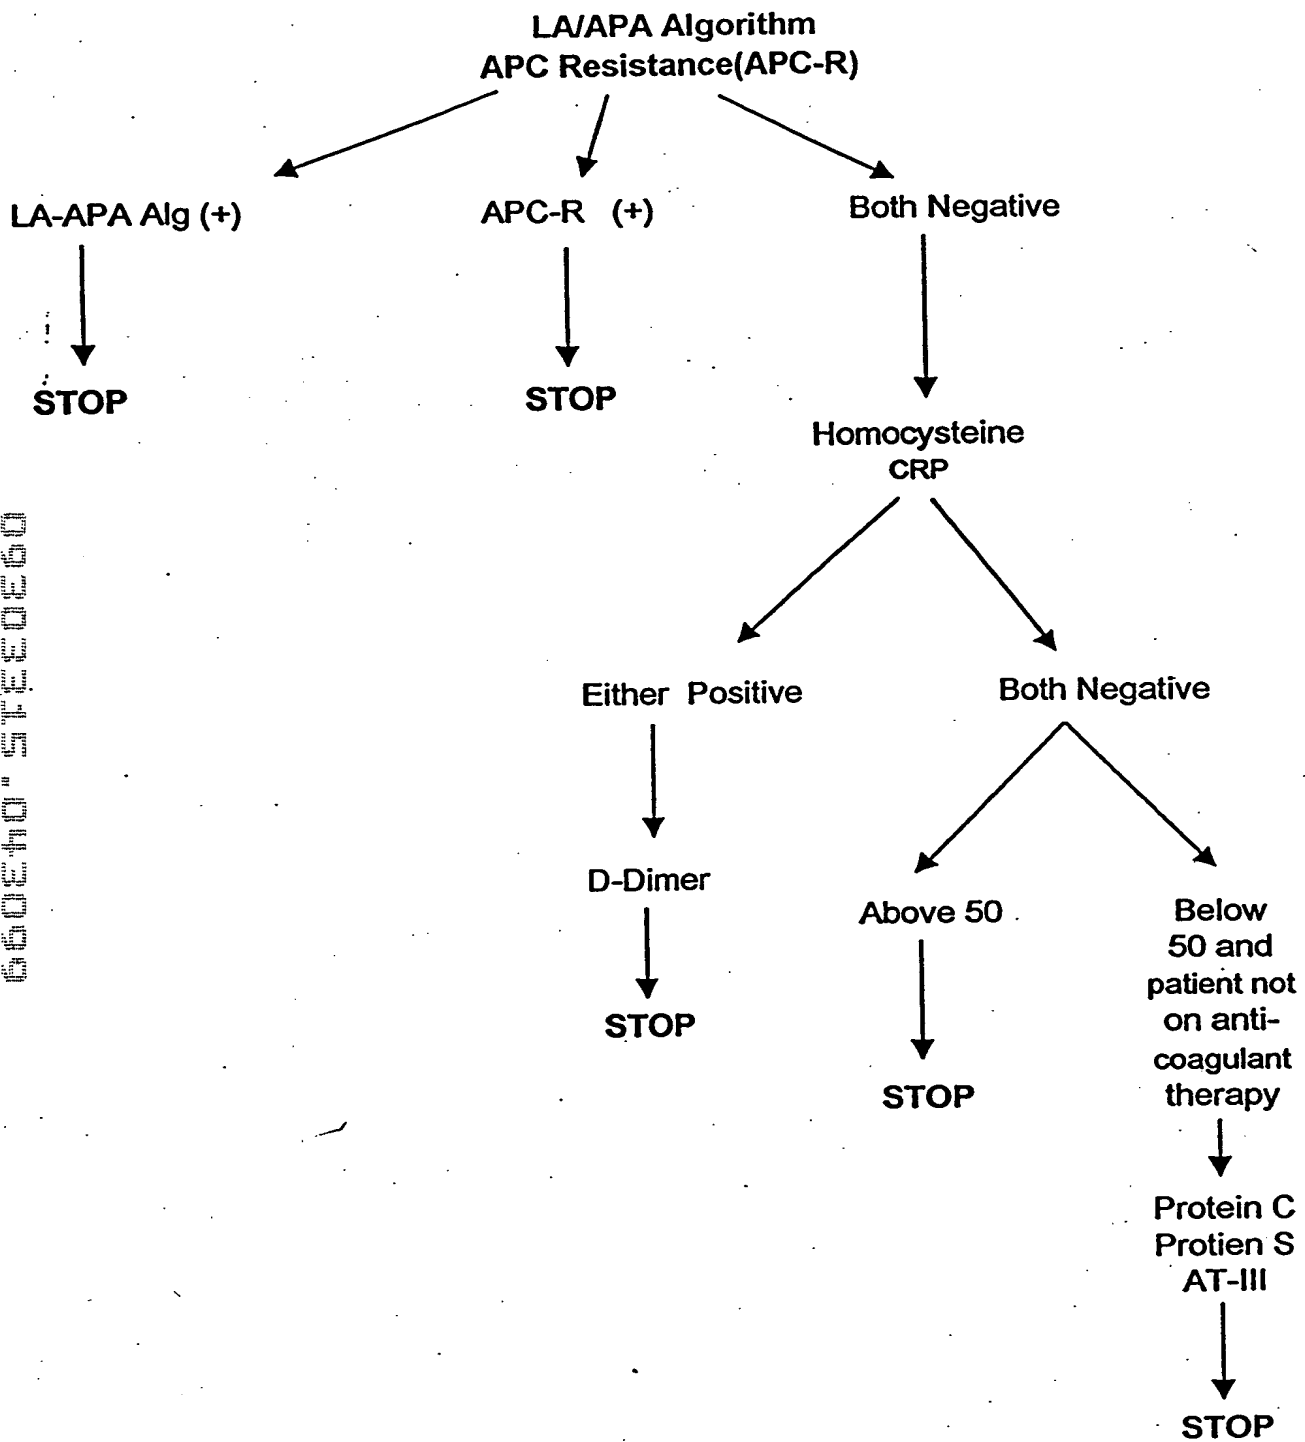 LA/APA Algorithm
APC Resistance(APC-R)
LA-APA Alg (+)
APC-R (+)
Both Negative
STOP
STOP
Homocysteine
CRP
Either Positive
Both Negative
D-Dimer
Above 50
Below
50 and
patient not
on anti-
coagulant
therapy
STOP
STOP
Protein C
Protien S
AT-III
STOP